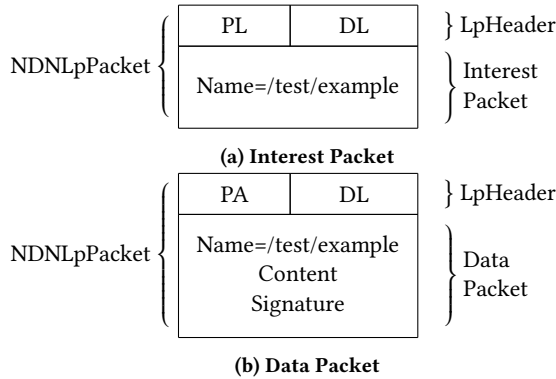 PL DL } LpHeader
NDNLpPacket { Name=/test/example } Interest
Packet
(a) Interest Packet
PA DL } LpHeader
NDNLpPacket { Name=/test/example
Content } Data
Signature Packet
(b) Data Packet